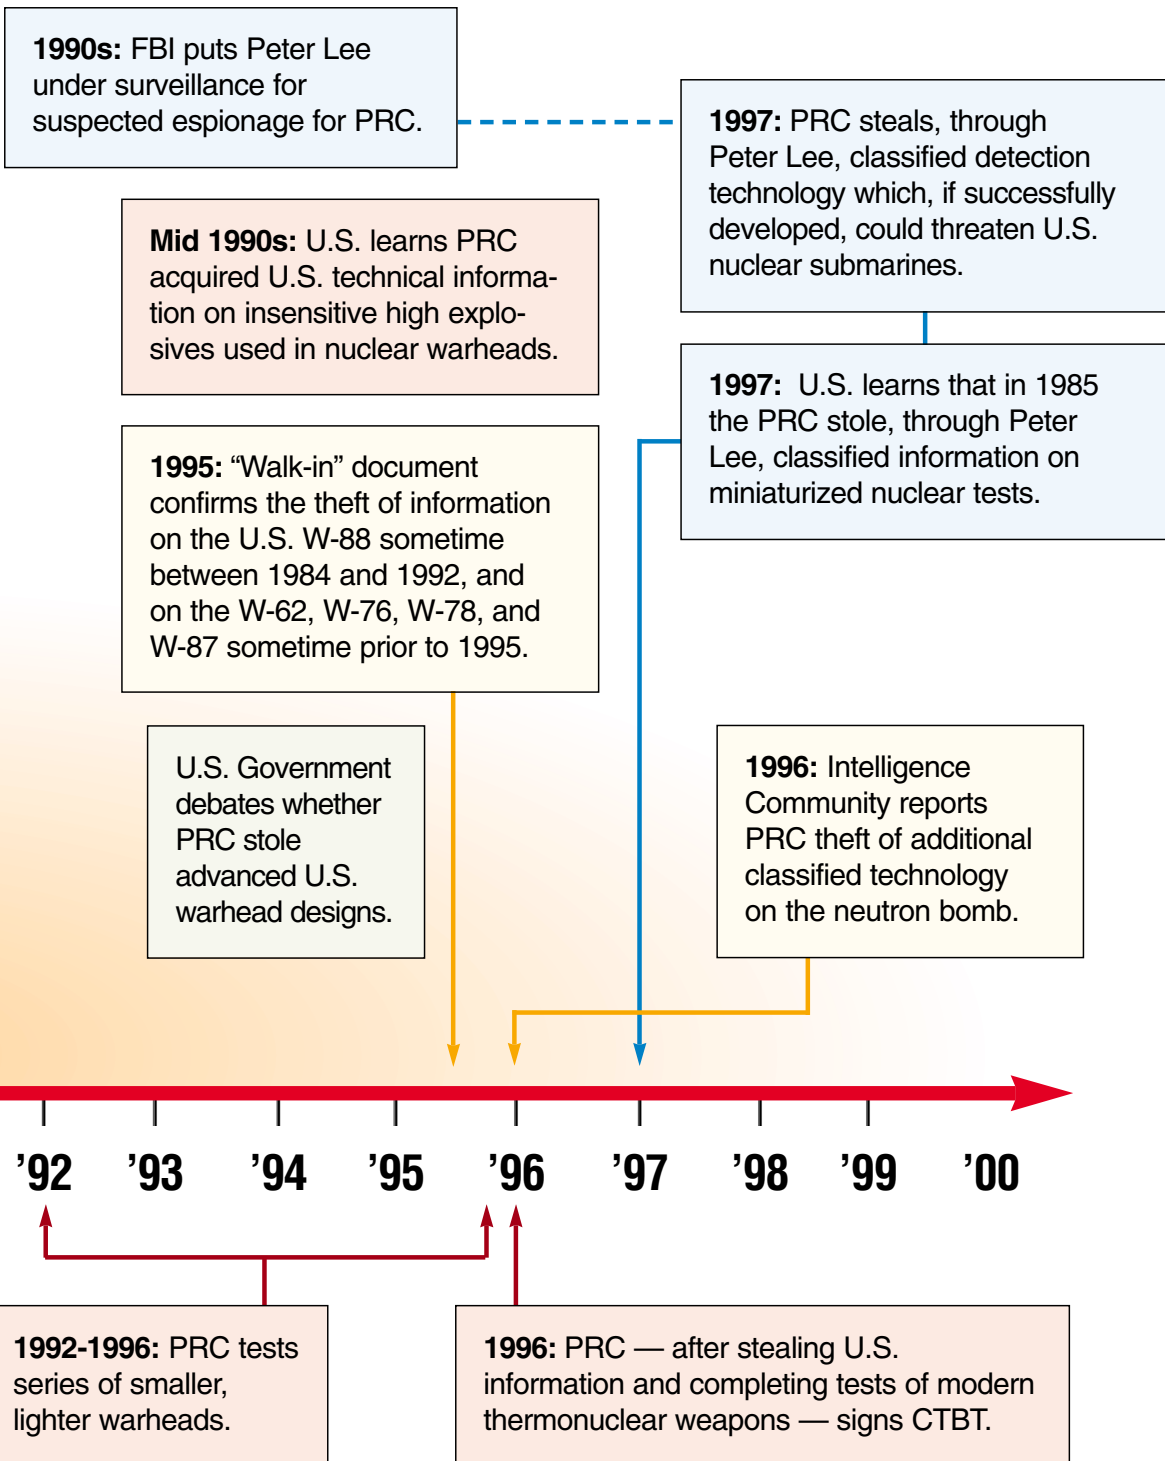 1990s: FBI puts Peter Lee
under surveillance for
suspected espionage for PRC.
1997: PRC steals, through
Peter Lee, classified detection
technology which, if successfully
developed, could threaten U.S.
nuclear submarines.
Mid 1990s: U.S. learns PRC
acquired U.S. technical informa-
tion on insensitive high explo-
sives used in nuclear warheads.
1997: U.S. learns that in 1985
the PRC stole, through Peter
Lee, classified information on
miniaturized nuclear tests.
1995: “Walk-in” document
confirms the theft of information
on the U.S. W-88 sometime
between 1984 and 1992, and
on the W-62, W-76, W-78, and
W-87 sometime prior to 1995.
U.S. Government
debates whether
PRC stole
advanced U.S.
warhead designs.
1996: Intelligence
Community reports
PRC theft of additional
classified technology
on the neutron bomb.
’92 ’93 ’94 ’95 ’96 ’97 ’98 ’99 ’00
1992-1996: PRC tests
series of smaller,
lighter warheads.
1996: PRC — after stealing U.S.
information and completing tests of modern
thermonuclear weapons — signs CTBT.